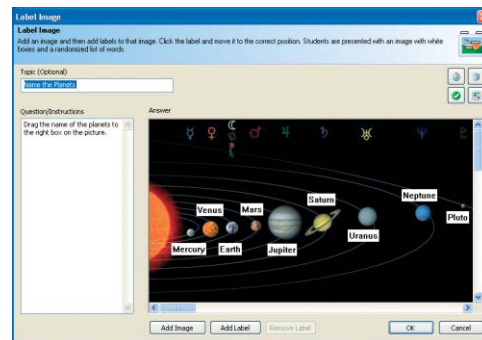 Label Image
Label Image
Add an image and then add labels to that image. Click the label and move it to the correct position. Students are presented with an image with white
boxes and a randomized list of words
Topic (Optional)
Name the Planets
Question/Instructions
Drag the name of the planets to
the right box on the picture.
Answer
Venus
Mars
Saturn
Neptune
Pluto
Mercury
Earth
Jupiter
Uranus
Add Image
Add Label
Remove Label
OK
Cancel